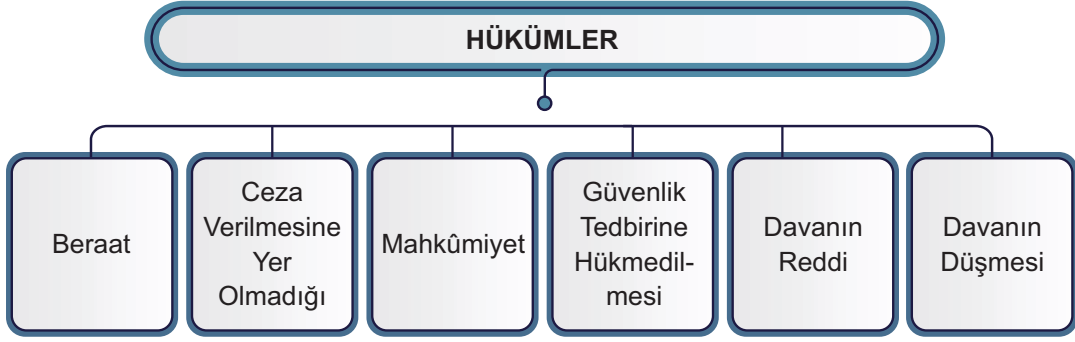 HÜKÜMLER
Beraat
Ceza
Verilmesine
Yer
Olmadığı
Mahkûmiyet
Güvenlik
Tedbirine
Hükmedil-
mesi
Davanın
Reddi
Davanın
Düşmesi